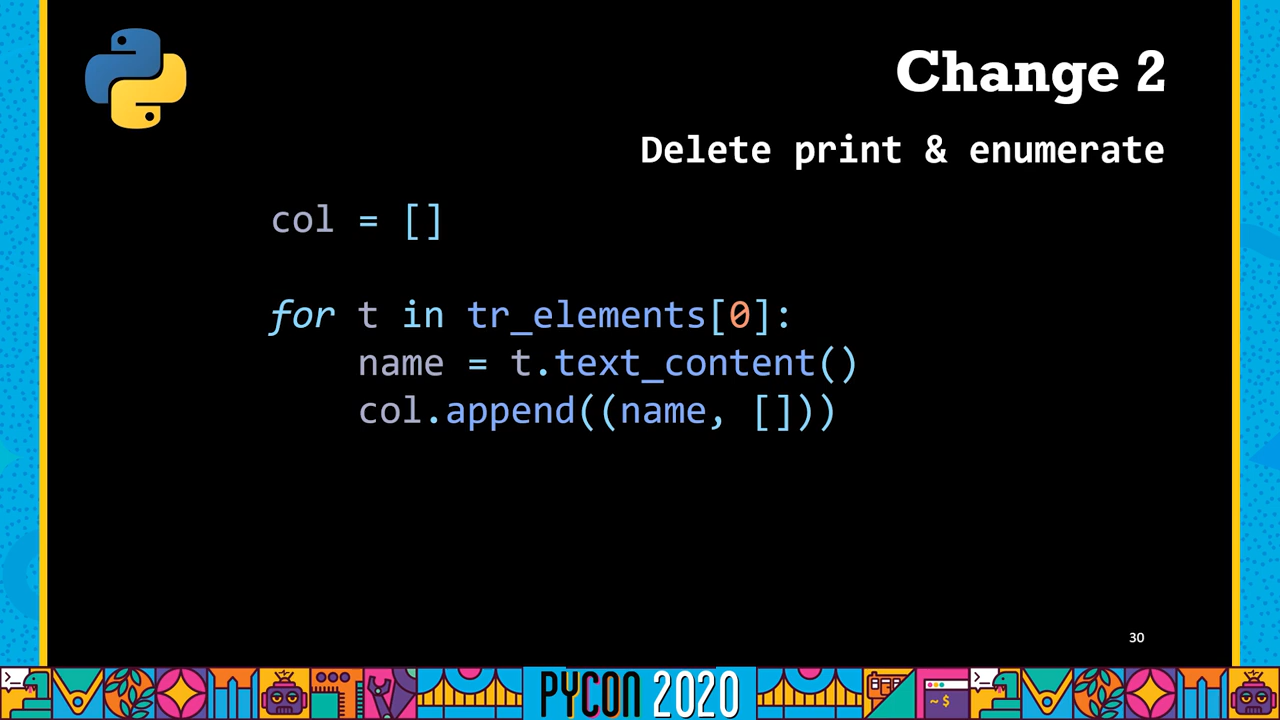 Change 2
Delete print & enumerate
col = []
for t in tr_elements[0]:
    name = t.text_content()
    col.append((name, []))
30
PYCON 2020
~$